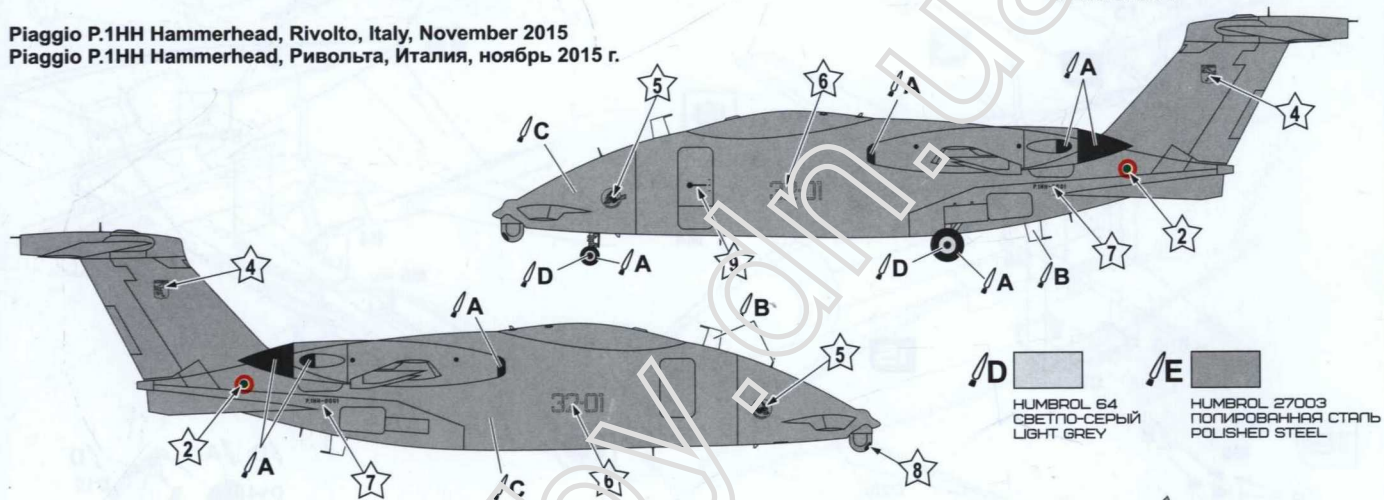 Piaggio P.1HH Hammerhead, Rivolto, Italy, November 2015
Piaggio P.1HH Hammerhead, Ривольта, Италия, ноябрь 2015 г.
5
6
A
A
4
C
9
D
A
D
A
B
7
2
4
A
B
5
2
A
7
C
6
8
D
HUMBROL 64
СВЕТЛО-СЕРЫЙ
LIGHT GREY
E
HUMBROL 27003
ПОЛИРОВАННАЯ СТАЛЬ
POLISHED STEEL